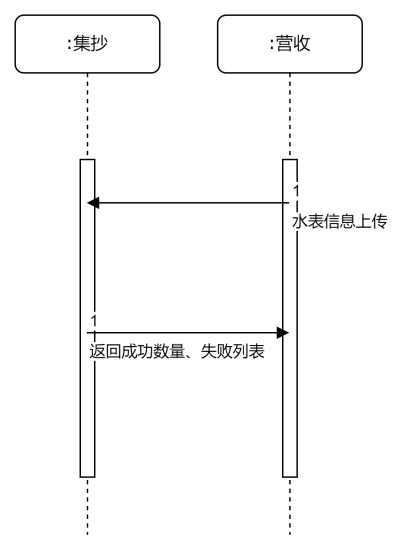 :集抄
:营收
1
水表信息上传
1
返回成功数量、失败列表